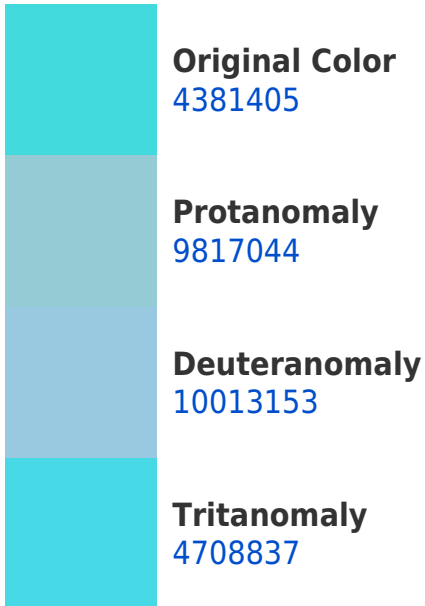 Original Color
4381405
Protanomaly
9817044
Deuteranomaly
10013153
Tritanomaly
4708837